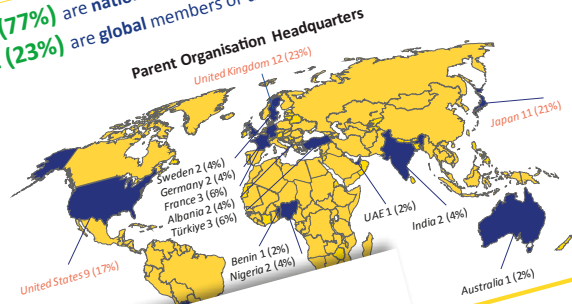 (77%) are
(23%) are global members of
Parent Organisation Headquarters
United Kingdom 12 (23%)
Japan 11 (21%)
Sweden 2 (4%)
Germany 2 (4%)
France 3 (6%)
Albania 2 (4%)
Türkiye 3 (6%)
UAE 1 (2%)
India 2 (4%)
Benin 1 (2%)
Nigeria 2 (4%)
United States 9 (17%)
Australia 1 (2%)